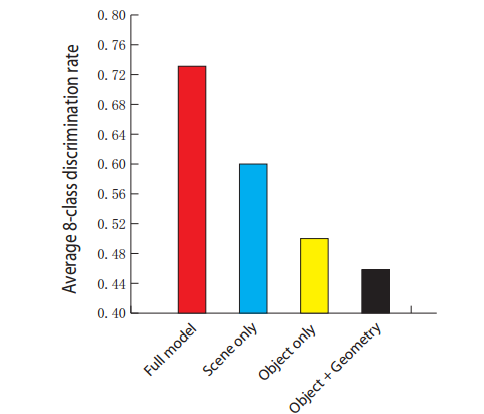 Average 8-class discrimination rate
0. 80
0. 76
0. 72
0. 68
0. 64
0. 60
0. 56
0. 52
0. 48
0. 44
0. 40
Full model
Scene only
Object only
Object + Geometry